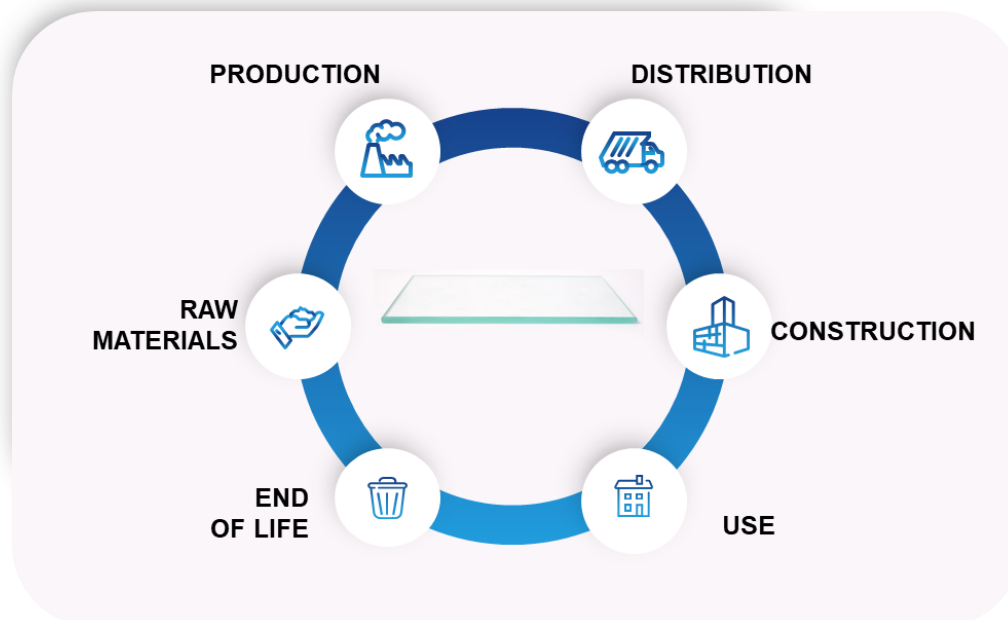 PRODUCTION
DISTRIBUTION
RAW
MATERIALS
CONSTRUCTION
END
OF LIFE
USE